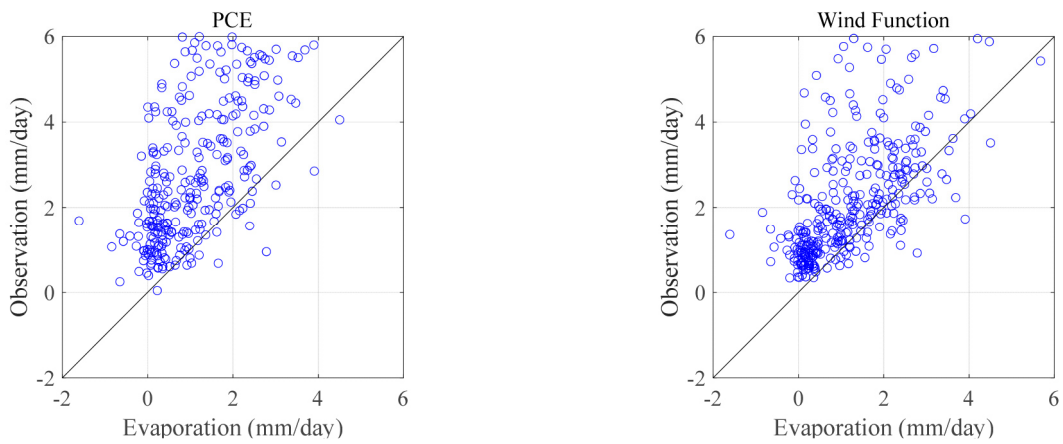 PCE
6
4
2
0
-2
-2 0 2 4 6
Observation (mm/day)
Evaporation (mm/day)
Wind Function
6
4
2
0
-2
-2 0 2 4 6
Observation (mm/day)
Evaporation (mm/day)